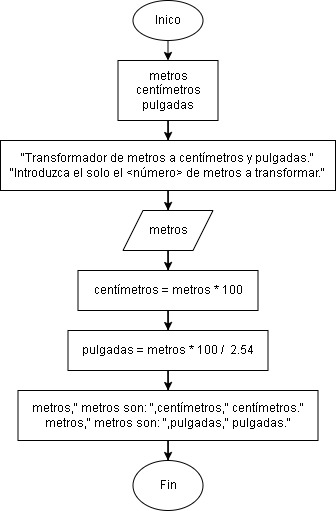 Inico
metros
centímetros
pulgadas
"Transformador de metros a centímetros y pulgadas."
"Introduzca el solo el <número> de metros a transformar."
metros
centímetros = metros * 100
pulgadas = metros * 100 / 2.54
metros," metros son: ",centímetros," centímetros."
metros," metros son: ",pulgadas," pulgadas."
Fin